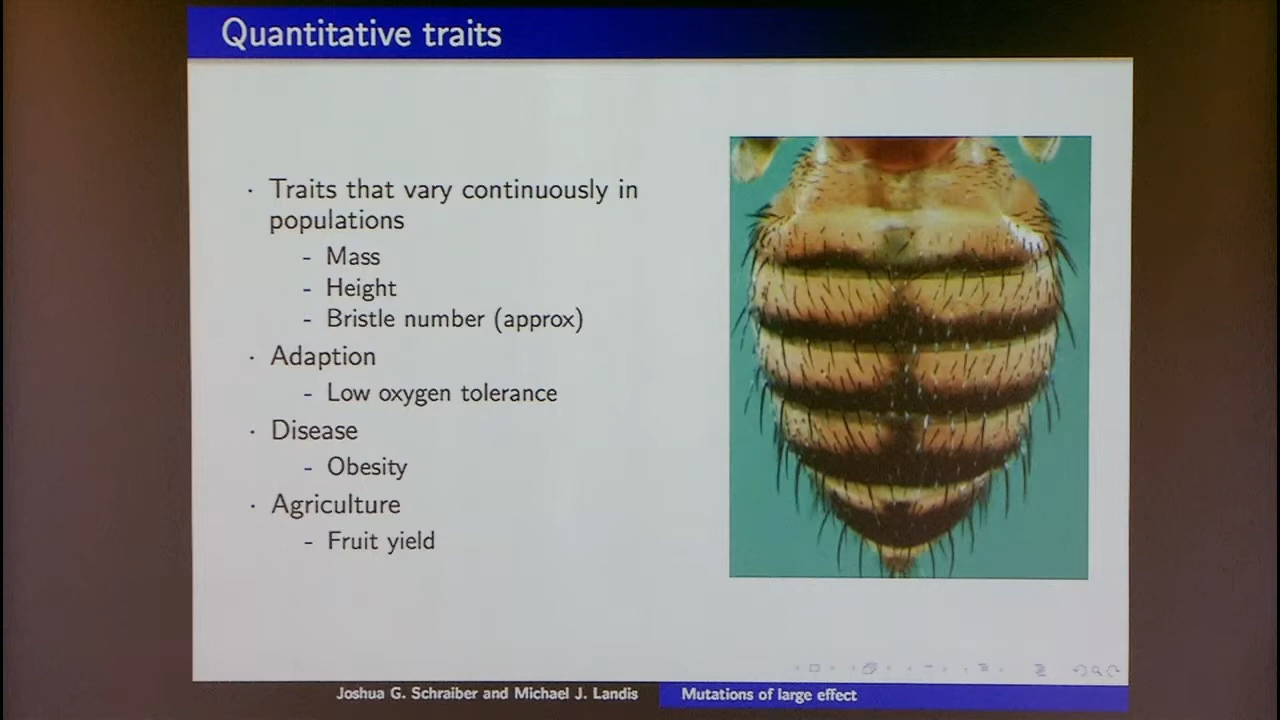 Quantitative traits
· Traits that vary continuously in
populations
- Mass
- Height
- Bristle number (approx)
· Adaption
- Low oxygen tolerance
· Disease
- Obesity
· Agriculture
- Fruit yield
Joshua G. Schraiber and Michael J. Landis
Mutations of large effect